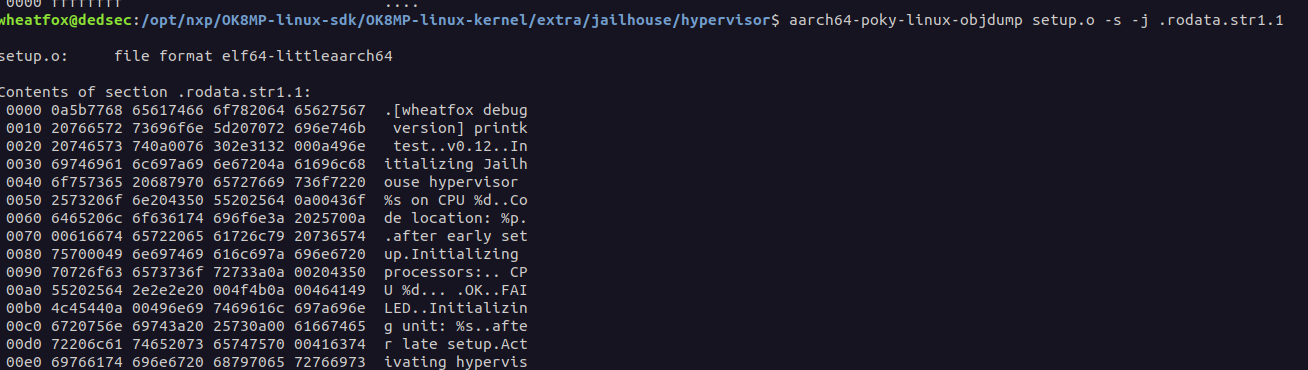 0000 ffffffff                             ....
wheatfox@dedsec:/opt/nxp/OK8MP-linux-sdk/OK8MP-linux-kernel/extra/jailhouse/hypervisor$ aarch64-poky-linux-objdump setup.o -s -j .rodata.str1.1
setup.o:     file format elf64-littleaarch64
Contents of section .rodata.str1.1:
0000 0a5b7768 65617466 6f782064 65627567  .[wheatfox debug
0010 20766572 73696f6e 5d207072 696e746b   version] printk
0020 20746573 740a0076 302e3132 000a496e   test..v0.12..In
0030 69746961 6c697a69 6e67204a 61696c68  itializing Jailh
0040 6f757365 20687970 65727669 736f7220  ouse hypervisor
0050 2573206f 6e204350 55202564 0a00436f  %s on CPU %d..Co
0060 6465206c 6f636174 696f6e3a 2025700a  de location: %p.
0070 00616674 65722065 61726c79 20736574  .after early set
0080 75700049 6e697469 616c697a 696e6720  up.Initializing
0090 70726f63 6573736f 72733a0a 00204350  processors:.. CP
00a0 55202564 2e2e2e20 004f4b0a 00464149  U %d... .OK..FAI
00b0 4c45440a 00496e69 7469616c 697a696e  LED..Initializin
00c0 6720756e 69743a20 25730a00 61667465  g unit: %s..afte
00d0 72206c61 74652073 65747570 00416374  r late setup.Act
00e0 69766174 696e6720 68797065 72766973  ivating hypervis